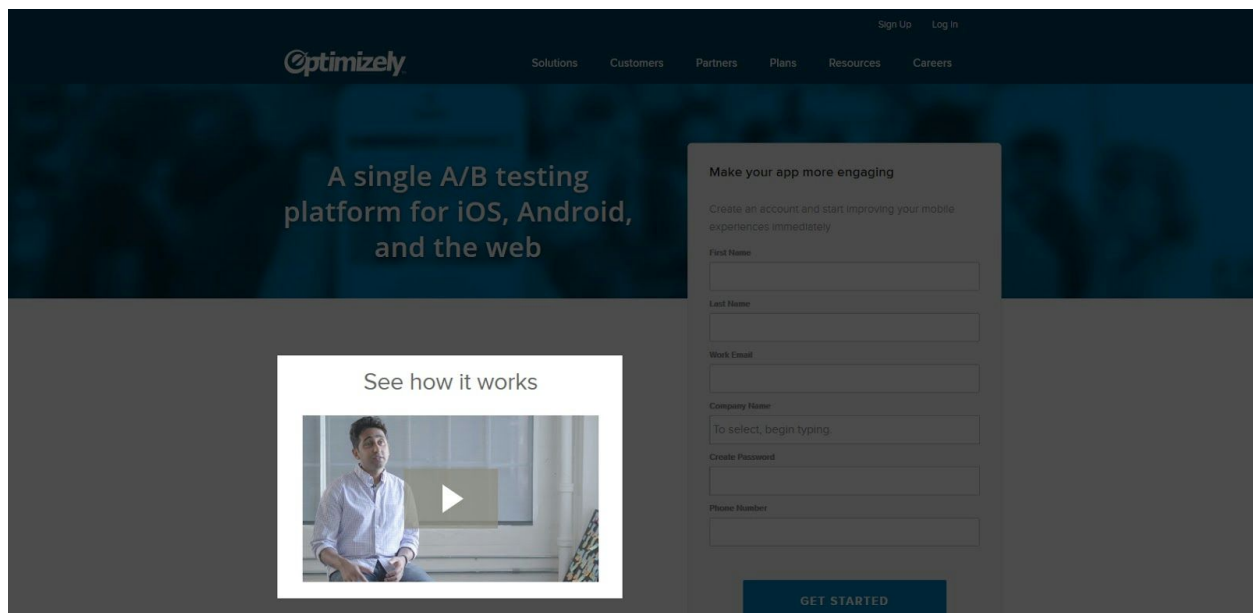 Sign Up Log In
Optimizely
Solutions Customers Partners Plans Resources Careers
A single A/B testing
platform for iOS, Android,
and the web
Make your app more engaging
Create an account and start improving your mobile
experiences immediately
First Name
Last Name
Work Email
Company Name
To select, begin typing.
Create Password
Phone Number
GET STARTED
See how it works